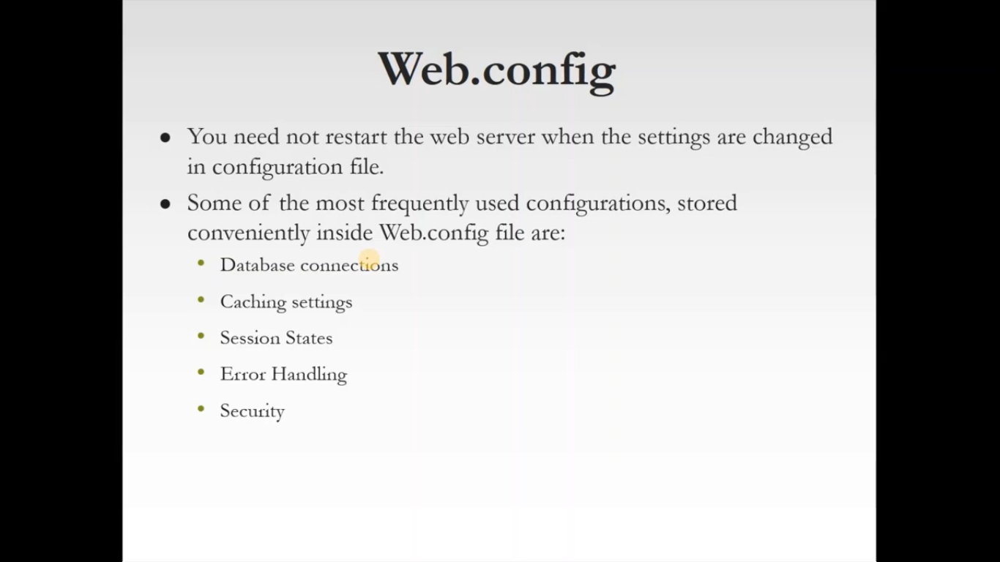 Web.config
● You need not restart the web server when the settings are changed
in configuration file.
● Some of the most frequently used configurations, stored
conveniently inside Web.config file are:
• Database connections
• Caching settings
• Session States
• Error Handling
• Security